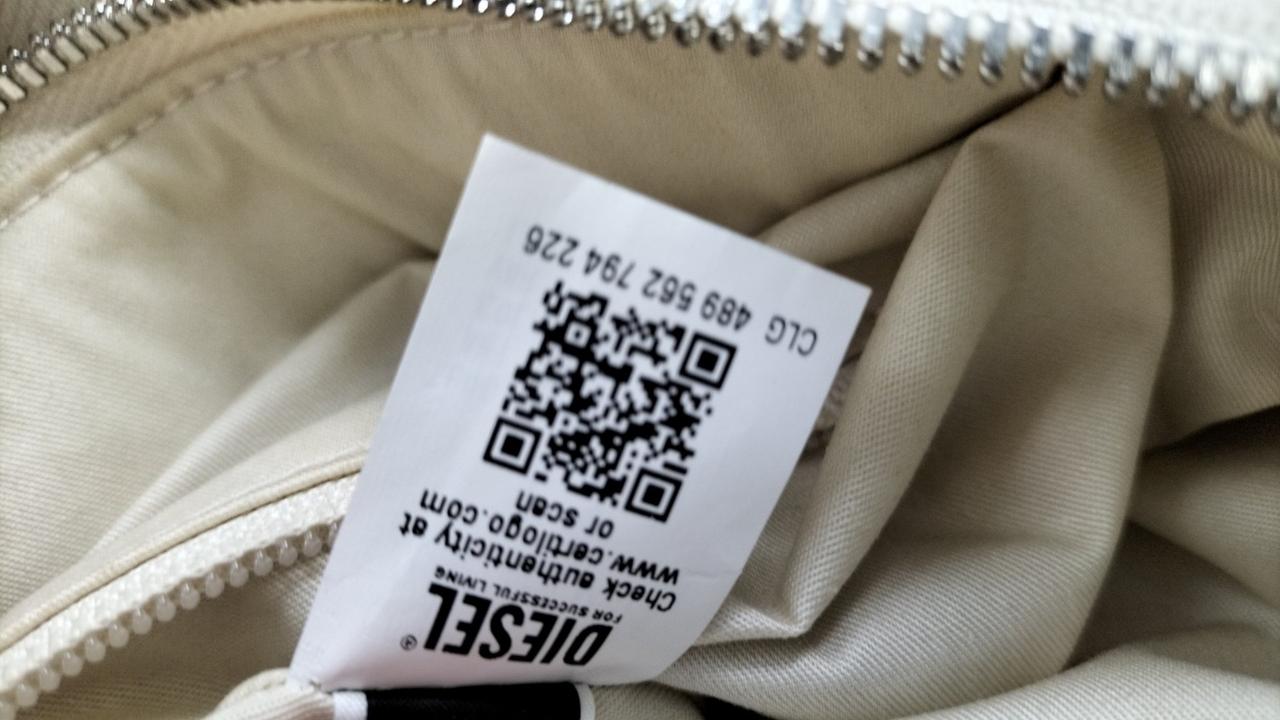 DIESEL®
FOR SUCCESSFUL LIVING
Check authenticity at
www.certilogo.com
or scan
CLG 489 562 794 226